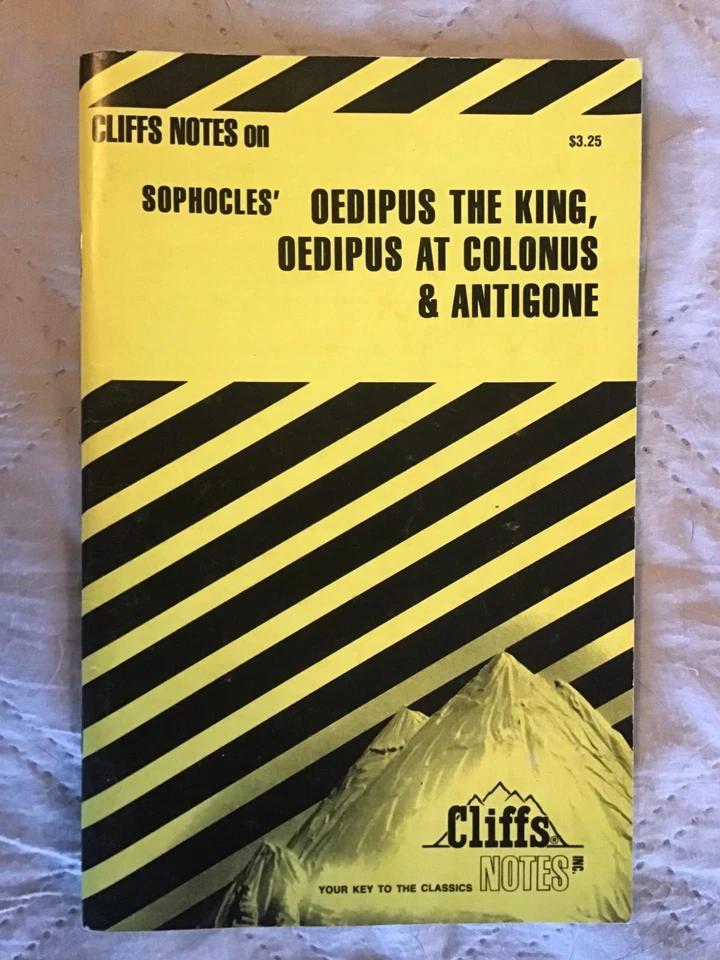 CLIFFS NOTES on
$3.25
SOPHOCLES' OEDIPUS THE KING,
OEDIPUS AT COLONUS
& ANTIGONE
Cliffs®
NOTES INC.
YOUR KEY TO THE CLASSICS